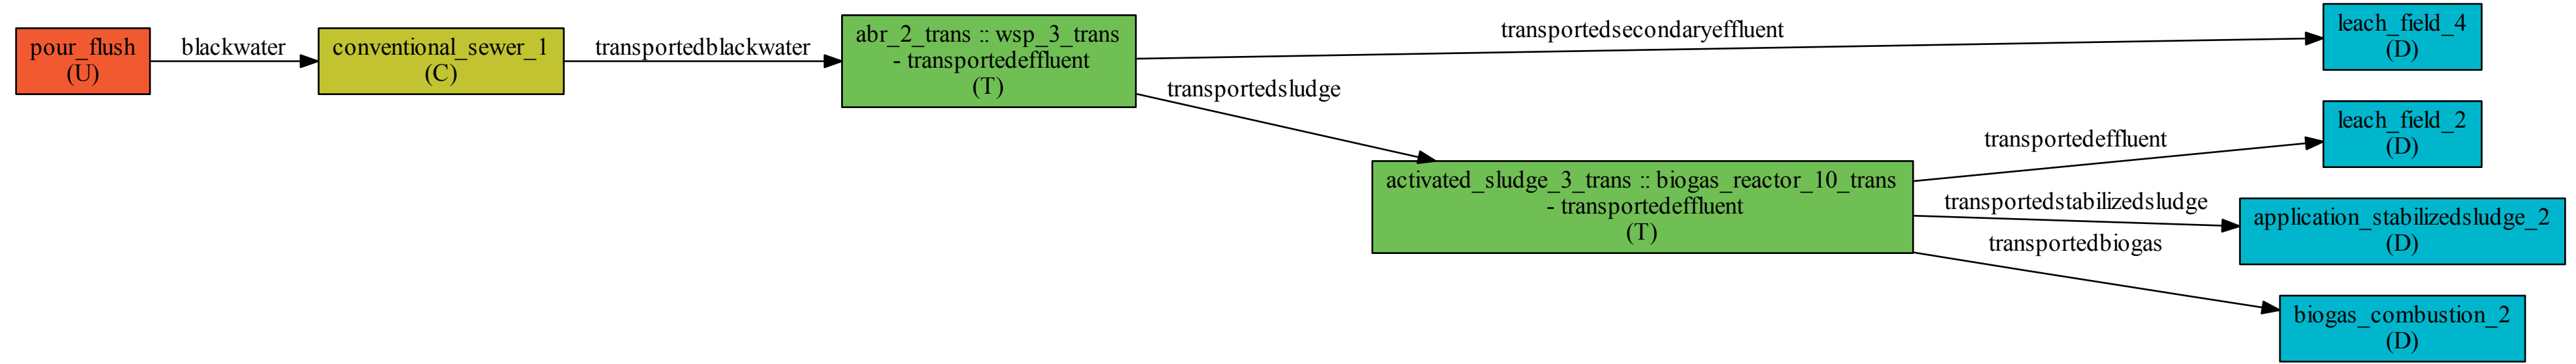 pour_flush
(U)
blackwater
conventional_sewer_1
(C)
transportedblackwater
abr_2_trans :: wsp_3_trans
- transportedeffluent
(T)
transportedsecondaryeffluent
leach_field_4
(D)
transportedsludge
activated_sludge_3_trans :: biogas_reactor_10_trans
- transportedeffluent
(T)
transportedeffluent
leach_field_2
(D)
transportedstabilizedsludge
application_stabilizedsludge_2
(D)
transportedbiogas
biogas_combustion_2
(D)